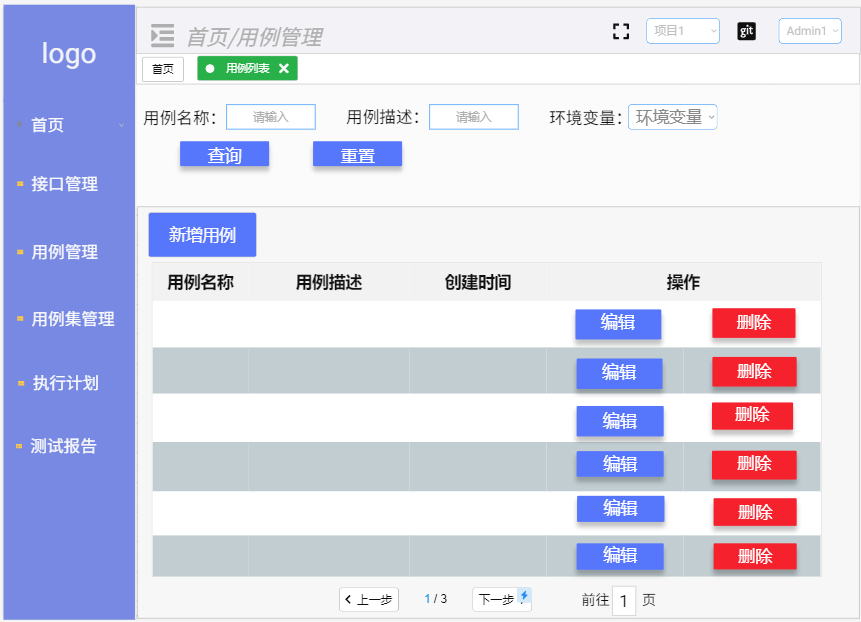 logo
首页
接口管理
用例管理
用例集管理
执行计划
测试报告
首页/用例管理
项目1
git
Admin1
首页
用例列表
用例名称： 请输入 用例描述： 请输入 环境变量： 环境变量
查询 重置
新增用例
用例名称 用例描述 创建时间 操作
编辑 删除
编辑 删除
编辑 删除
编辑 删除
编辑 删除
编辑 删除
上一步 1 / 3 下一步 前往 1 页